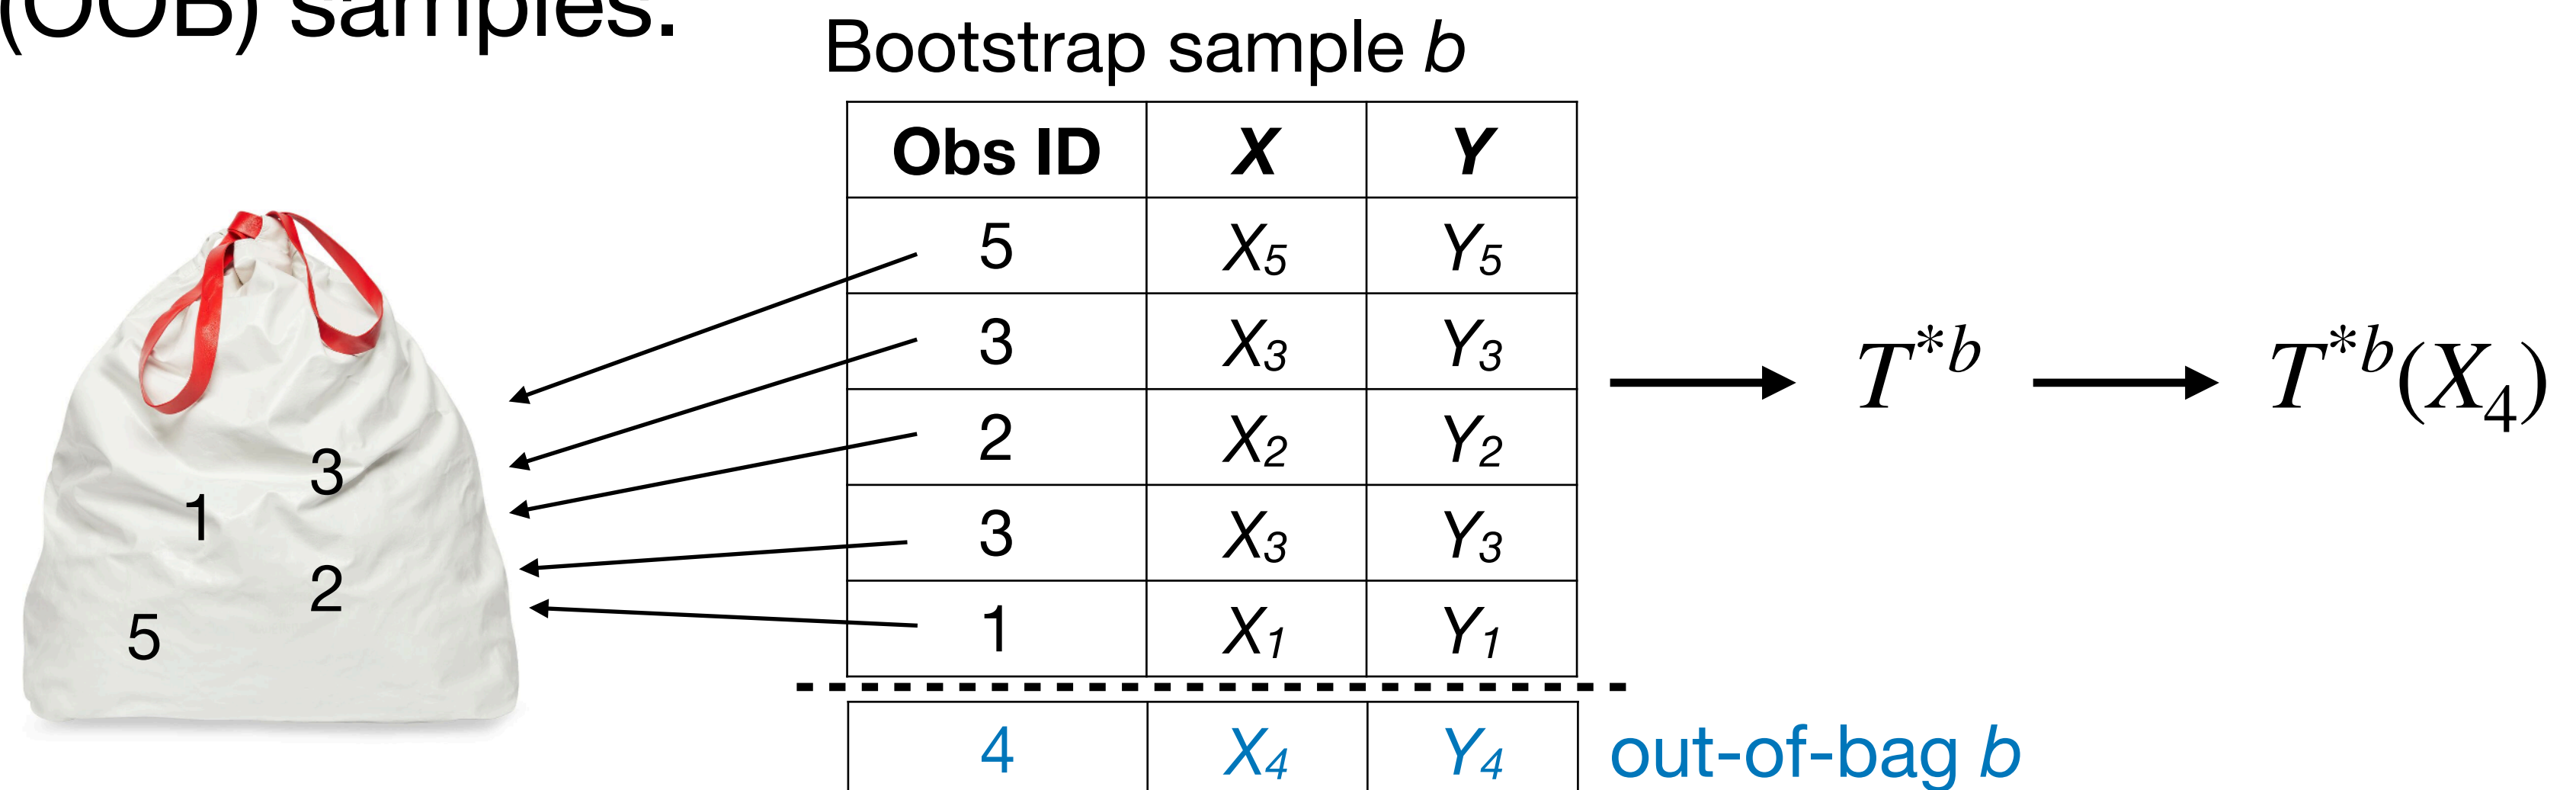 (OOB) samples.
Bootstrap sample b
Obs ID X Y
5 X5 Y5
3 X3 Y3
2 X2 Y2
3 X3 Y3
1 X1 Y1
4 X4 Y4 out-of-bag b
3
1
2
5
T*b T*b(X4)